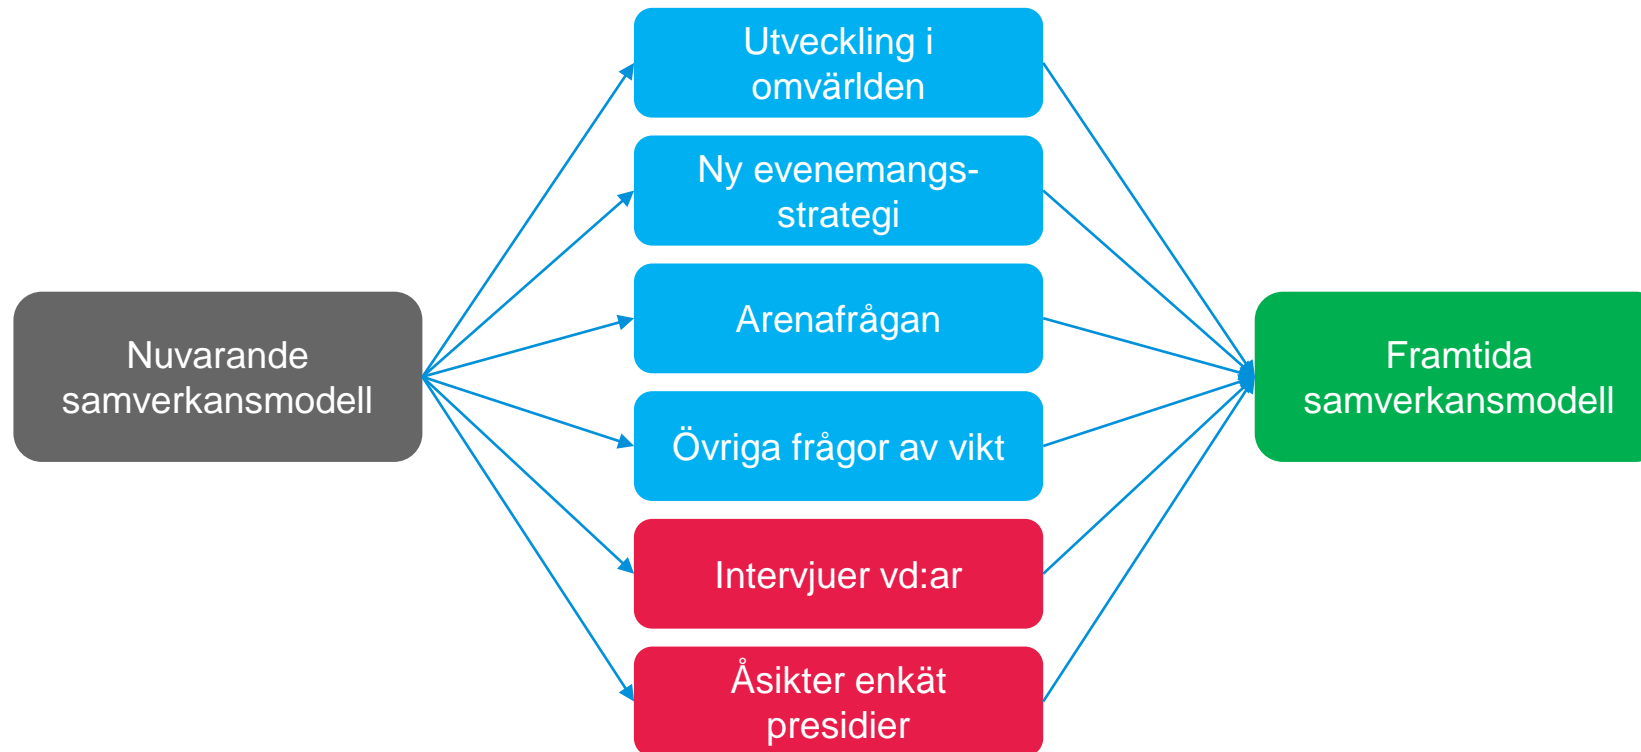 Utveckling i
omvärlden
Ny evenemangs-
strategi
Arenafrågan
Nuvarande
samverkansmodell
Framtida
samverkansmodell
Övriga frågor av vikt
Intervjuer vd:ar
Åsikter enkät
presidier